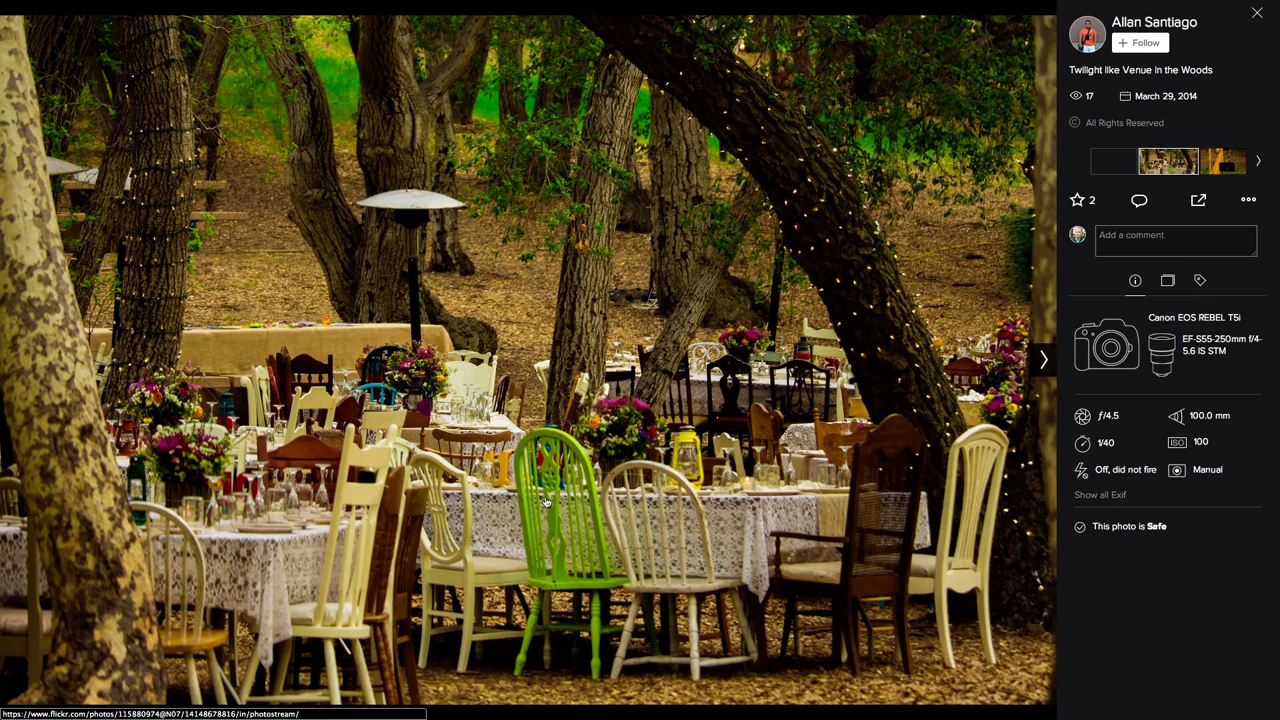 Allan Santiago
+ Follow
Twilight like Venue in the Woods
17
March 29, 2014
© All Rights Reserved
2
Add a comment
Canon EOS REBEL T5i
EF-S55-250mm f/4-
5.6 IS STM
ƒ/4.5
100.0 mm
1/40
ISO 100
Off, did not fire
Manual
Show all Exif
This photo is Safe
https://www.flickr.com/photos/115880974@N07/14148678816/in/photostream/